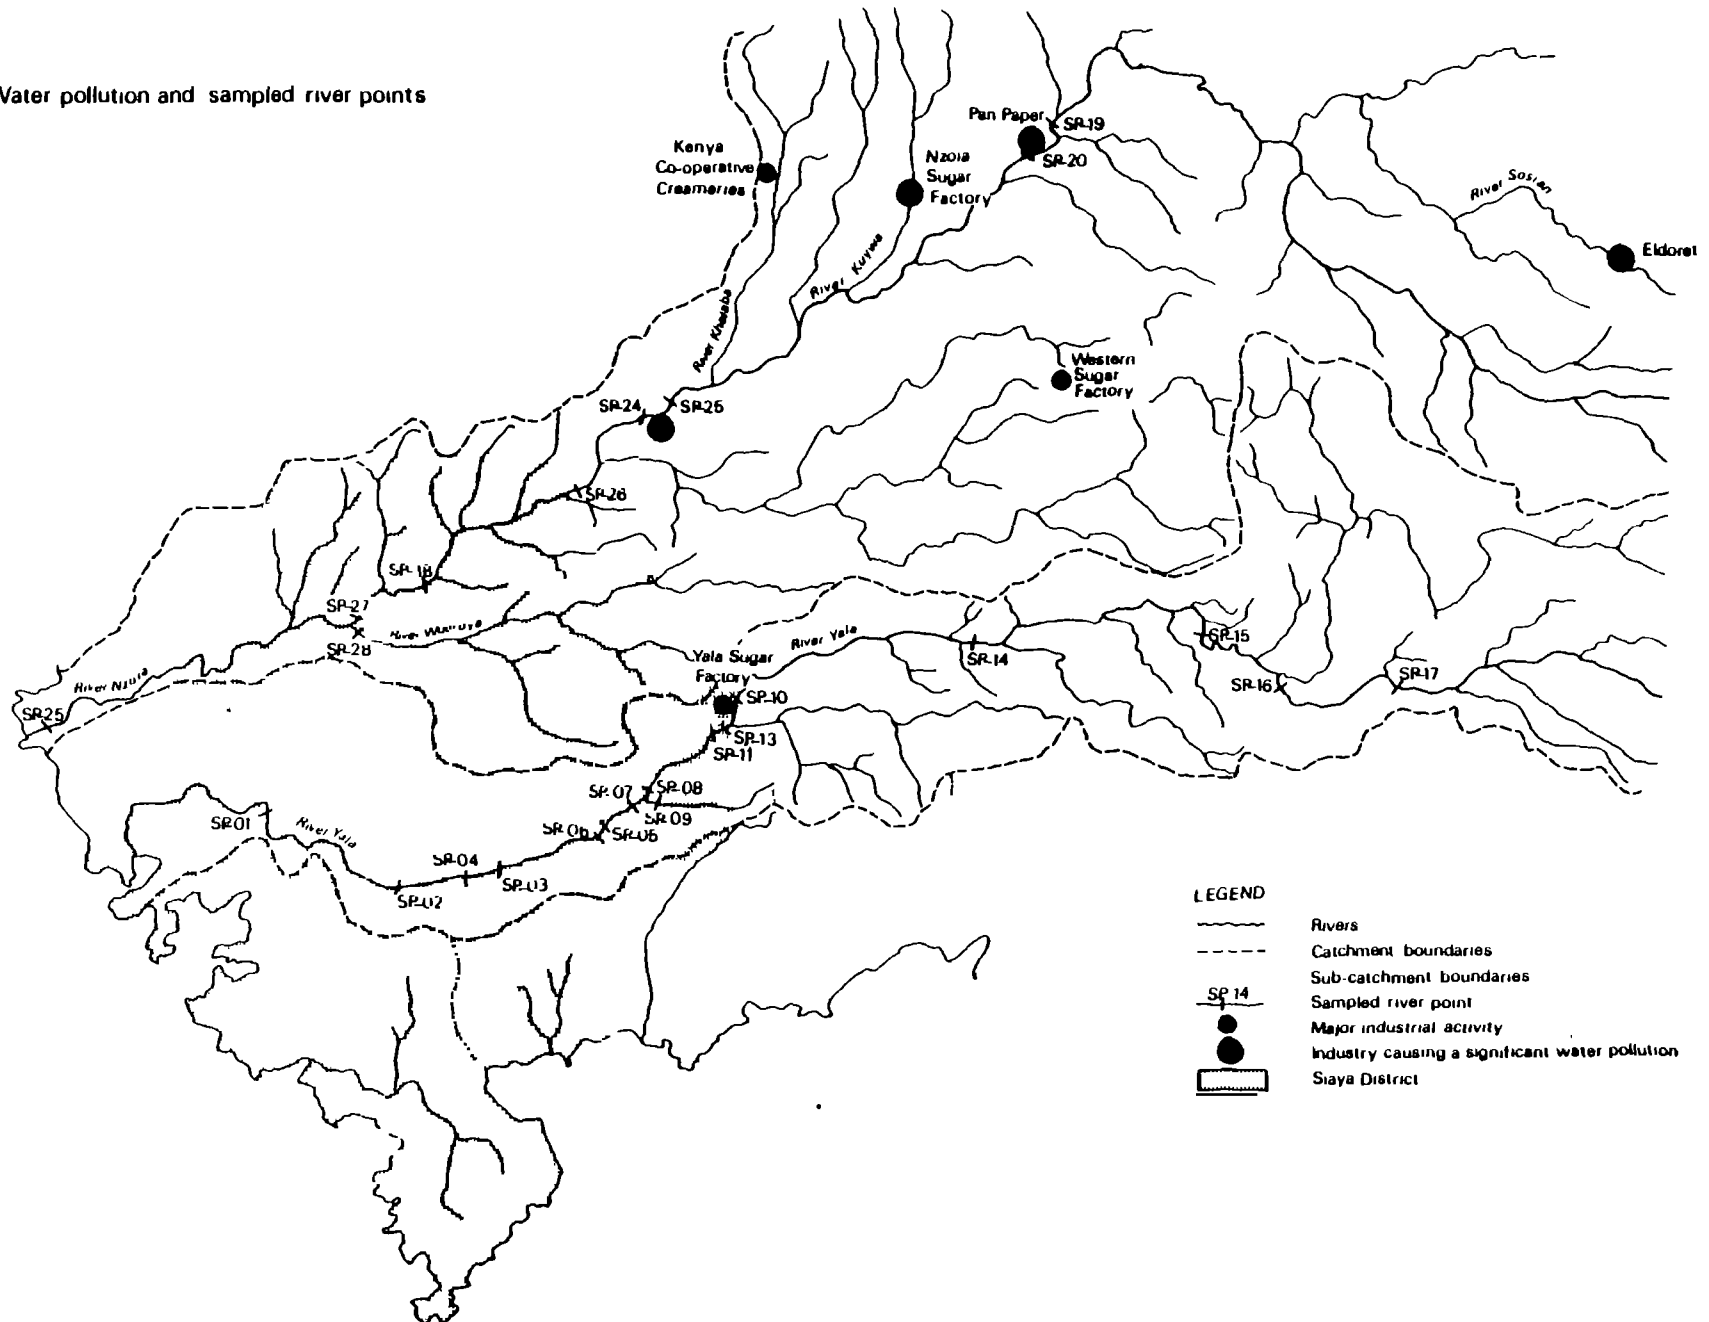 Water pollution and sampled river points
Pan Paper
SP-19
SP-20
Kenya
Co-operative
Creameries
Nzoia
Sugar
Factory
River Sosian
Eldoret
River Kuywa
River Khalaba
Western
Sugar
Factory
SP-24
SP-25
SP-26
SP-18
SP-27
River
SP-28
River Yala
SP-15
SP-14
Yala Sugar
Factory
SP-16
SP-17
River Nzoia
SP-10
SP-25
SP-13
SP-11
SP-07
SP-08
SP-09
SP-01
River Yala
SP-06
SP-05
SP-04
SP-03
SP-02
LEGEND
Rivers
Catchment boundaries
Sub-catchment boundaries
SP 14
Sampled river point
Major industrial activity
Industry causing a significant water pollution
Siaya District